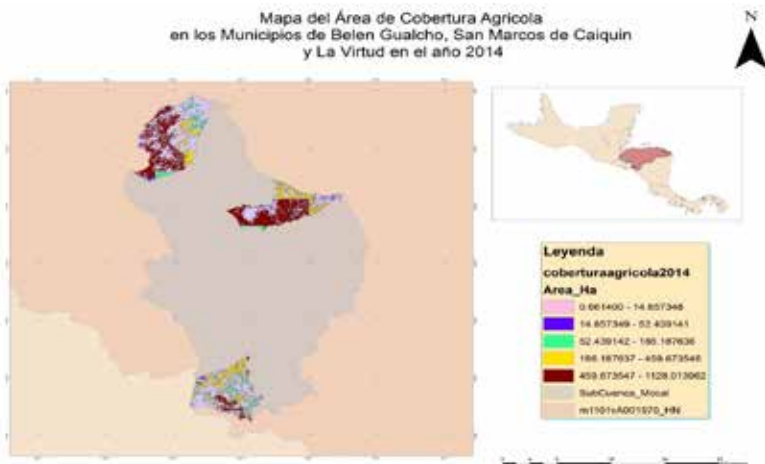 Mapa del Área de Cobertura Agrícola
en los Municipios de Belen Gualcho, San Marcos de Caiquin
y La Virtud en el año 2014
N
Leyenda
coberturaagricola2014
Area_Ha
0.661400 - 14.857348
14.857349 - 52.439141
52.439142 - 166.187636
166.187637 - 459.673546
459.673547 - 1128.013962
SubCuenca_Mocal